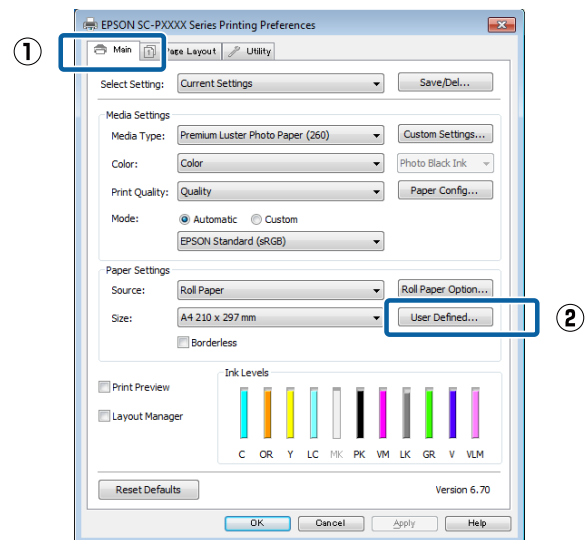 EPSON SC-PXXXX Series Printing Preferences
1
Main Page Layout Utility
Select Setting: Current Settings Save/Del...
Media Settings
Media Type: Premium Luster Photo Paper (260) Custom Settings...
Color: Color Photo Black Ink
Print Quality: Quality Paper Config...
Mode: Automatic Custom
EPSON Standard (sRGB)
Paper Settings
Source: Roll Paper Roll Paper Option...
Size: A4 210 x 297 mm User Defined... 2
Borderless
Ink Levels
Print Preview
Layout Manager
C OR Y LC MK PK VM LK GR V VLM
Reset Defaults Version 6.70
OK Cancel Apply Help